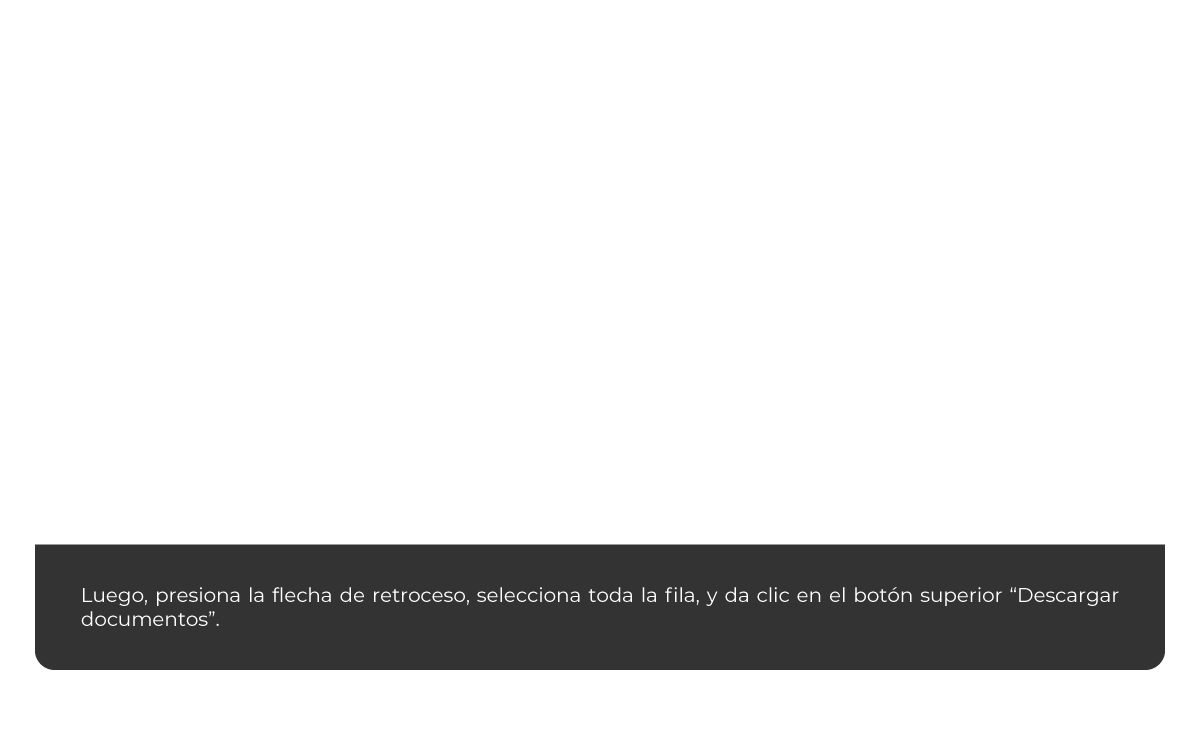 Luego, presiona la flecha de retroceso, selecciona toda la fila, y da clic en el botón superior “Descargar
documentos”.